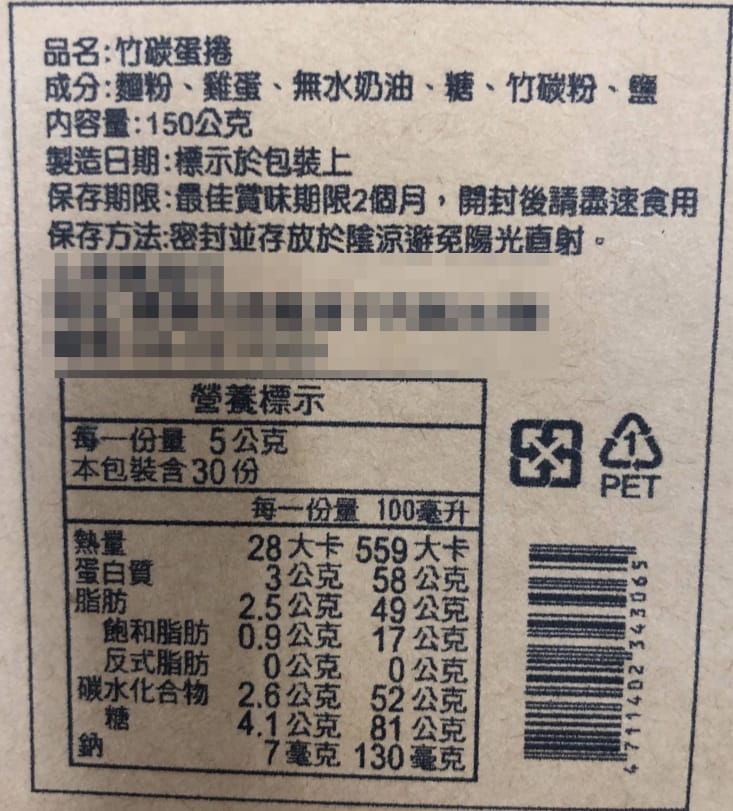 品名:竹碳蛋捲
成分:麵粉、雞蛋、無水奶油、糖、竹碳粉、鹽
內容量:150公克
製造日期:標示於包裝上
保存期限:最佳賞味期限2個月，開封後請盡速食用
保存方法:密封並存放於陰涼避免陽光直射。
營養標示
每一份量 5公克
本包裝含30份
每一份量 100毫升
熱量 28大卡 559大卡
蛋白質 3公克 58公克
脂肪 2.5公克 49公克
飽和脂肪 0.9公克 17公克
反式脂肪 0公克 0公克
碳水化合物 2.6公克 52公克
糖 4.1公克 81公克
鈉 7毫克 130毫克
1
PET
4711402343065